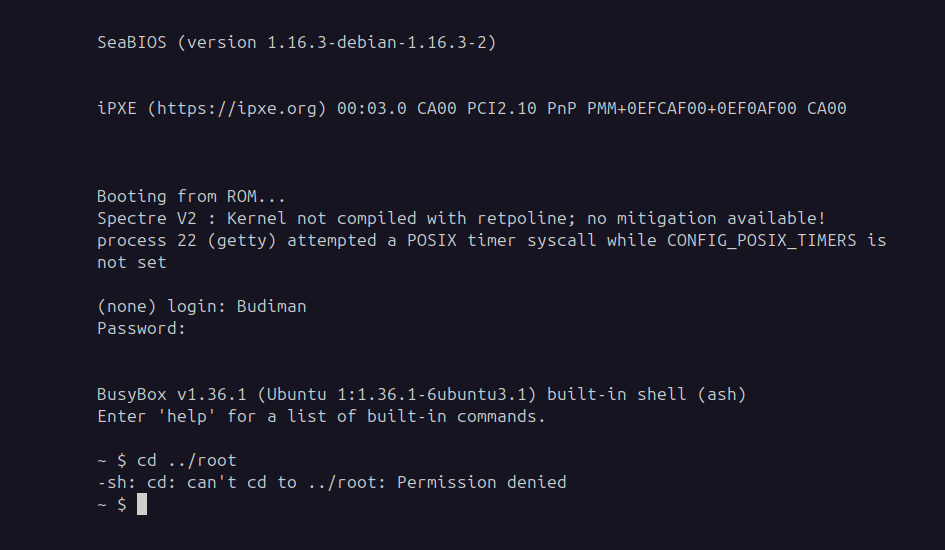 SeaBIOS (version 1.16.3-debian-1.16.3-2)
iPXE (https://ipxe.org) 00:03.0 CA00 PCI2.10 PnP PMM+0EFCAF00+0EF0AF00 CA00
Booting from ROM...
Spectre V2 : Kernel not compiled with retpoline; no mitigation available!
process 22 (getty) attempted a POSIX timer syscall while CONFIG_POSIX_TIMERS is
not set
(none) login: Budiman
Password:
BusyBox v1.36.1 (Ubuntu 1:1.36.1-6ubuntu3.1) built-in shell (ash)
Enter 'help' for a list of built-in commands.
~ $ cd ../root
-sh: cd: can't cd to ../root: Permission denied
~ $